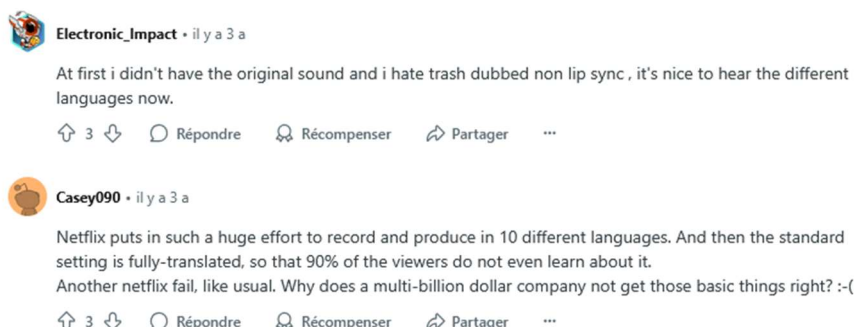 Electronic_Impact • il y a 3 a
At first i didn't have the original sound and i hate trash dubbed non lip sync , it's nice to hear the different
languages now.
3 Répondre Récompenser Partager ...
Casey090 • il y a 3 a
Netflix puts in such a huge effort to record and produce in 10 different languages. And then the standard
setting is fully-translated, so that 90% of the viewers do not even learn about it.
Another netflix fail, like usual. Why does a multi-billion dollar company not get those basic things right? :-(
3 Répondre Récompenser Partager ...